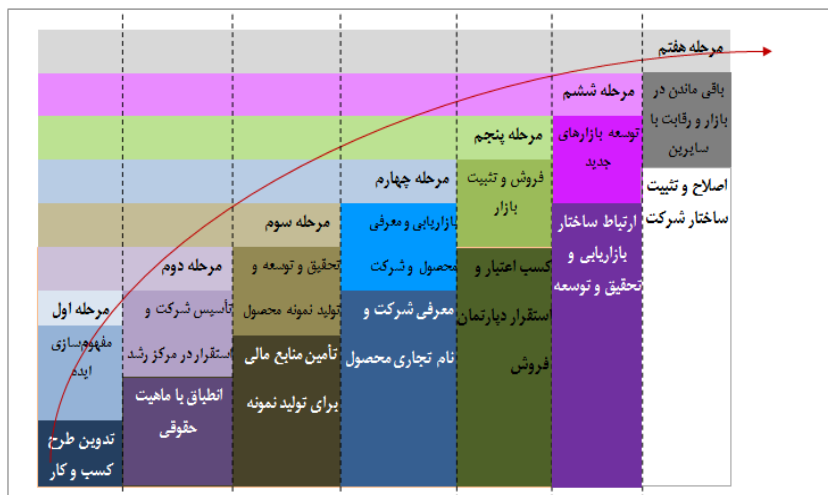 مرحله اول
مفهوم‌سازی
ایده
تدوین طرح
کسب و کار
مرحله دوم
تأسیس شرکت و
استقرار در مرکز رشد
انطباق با ماهیت
حقوقی
مرحله سوم
تحقیق و توسعه و
تولید نمونه محصول
تأمین منابع مالی
برای تولید نمونه
مرحله چهارم
بازاریابی و معرفی
محصول و شرکت
معرفی شرکت و
نام تجاری محصول
مرحله پنجم
فروش و تثبیت
بازار
کسب اعتبار و
استقرار دپارتمان
فروش
مرحله ششم
توسعه بازارهای
جدید
ارتباط ساختار
بازاریابی و
تحقیق و توسعه
مرحله هفتم
باقی ماندن در
بازار و رقابت با
سایرین
اصلاح و تثبیت
ساختار شرکت